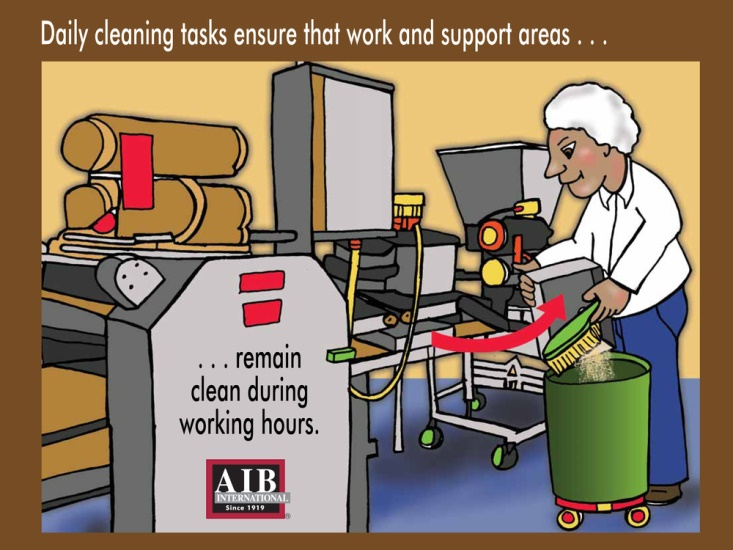 Daily cleaning tasks ensure that work and support areas . . .
. . . remain
clean during
working hours.
AIB
INTERNATIONAL
Since 1919
®